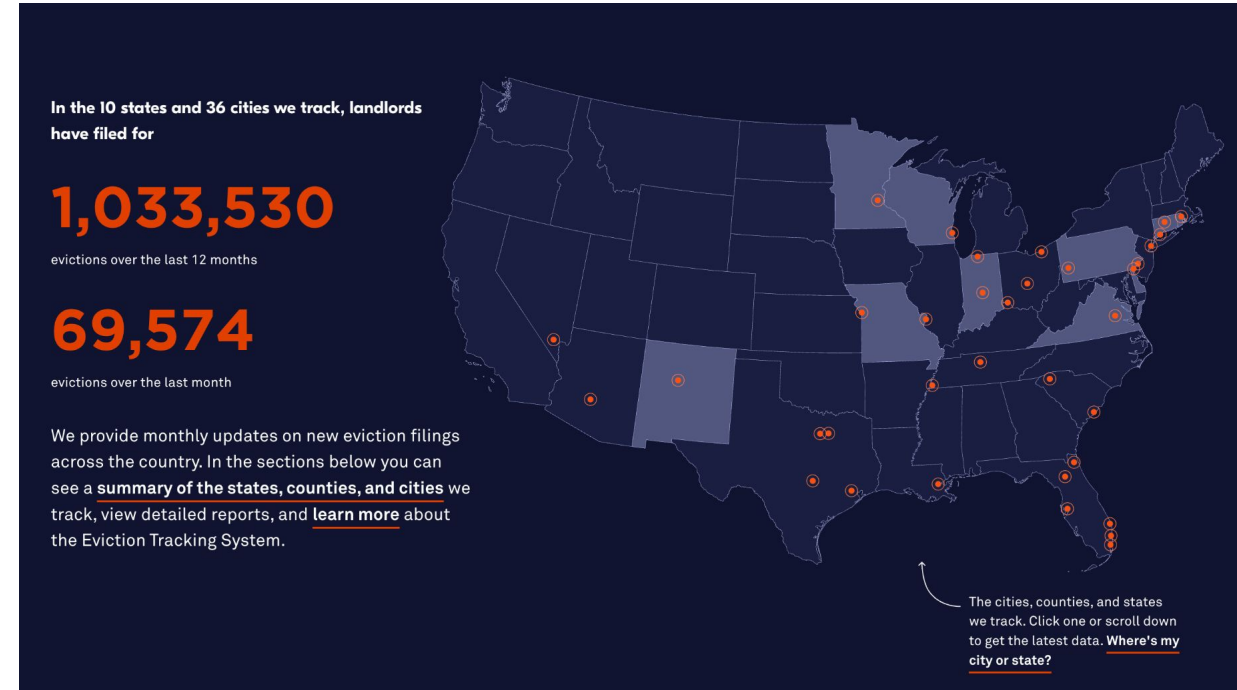 In the 10 states and 36 cities we track, landlords
have filed for
1,033,530
evictions over the last 12 months
69,574
evictions over the last month
We provide monthly updates on new eviction filings
across the country. In the sections below you can
see a summary of the states, counties, and cities we
track, view detailed reports, and learn more about
the Eviction Tracking System.
The cities, counties, and states
we track. Click one or scroll down
to get the latest data. Where's my
city or state?